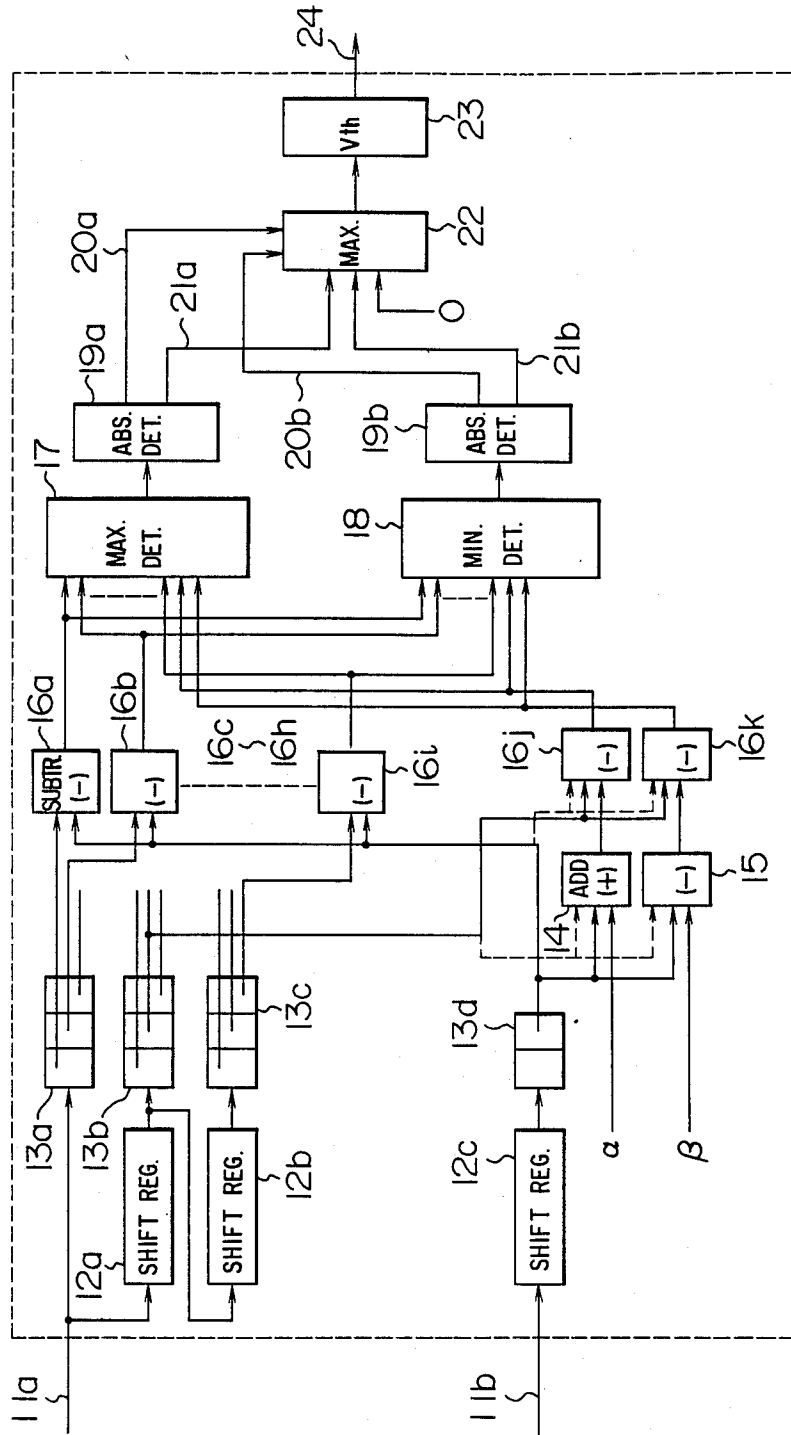 11a
12a
SHIFT REG.
13a
13b
SHIFT REG.
12b
13c
SUBTR.
(-)
16a
(-)
16b
16c
16h
(-)
16i
17
MAX.
DET.
18
MIN.
DET.
19a
ABS.
DET.
20a
21a
19b
ABS.
DET.
20b
21b
MAX.
22
0
Vth
23
24
11b
12c
SHIFT REG.
13d
14
ADD
(+)
(-)
15
16j
(-)
(-)
16k
α
β